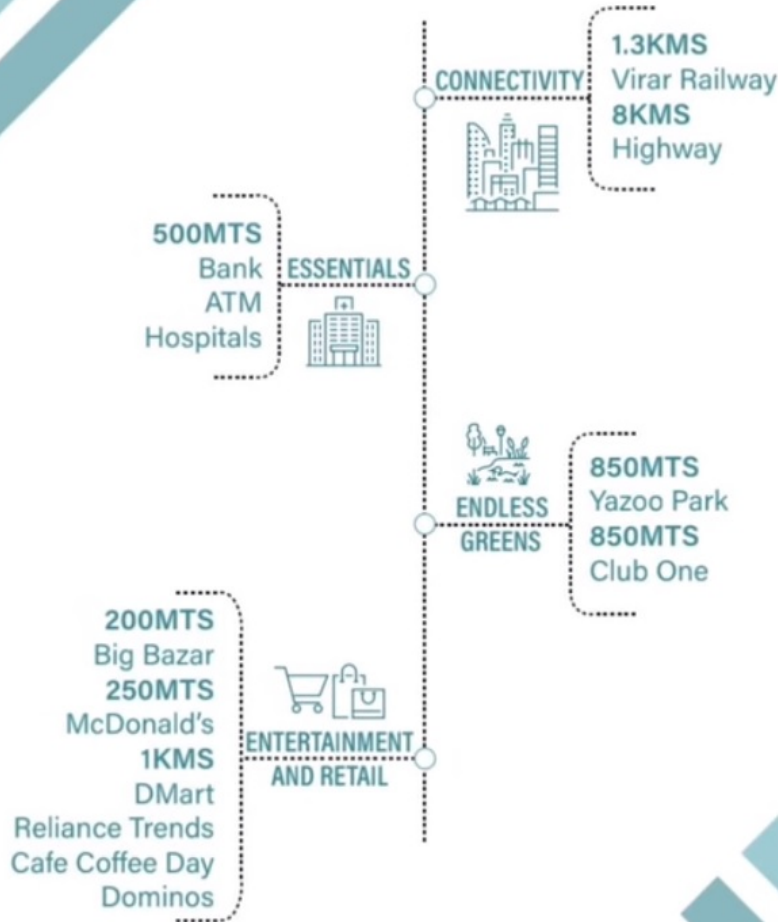 CONNECTIVITY
1.3KMS
Virar Railway
8KMS
Highway
500MTS
Bank
ATM
Hospitals
ESSENTIALS
ENDLESS
GREENS
850MTS
Yazoo Park
850MTS
Club One
200MTS
Big Bazar
250MTS
McDonald's
1KMS
DMart
Reliance Trends
Cafe Coffee Day
Dominos
ENTERTAINMENT
AND RETAIL